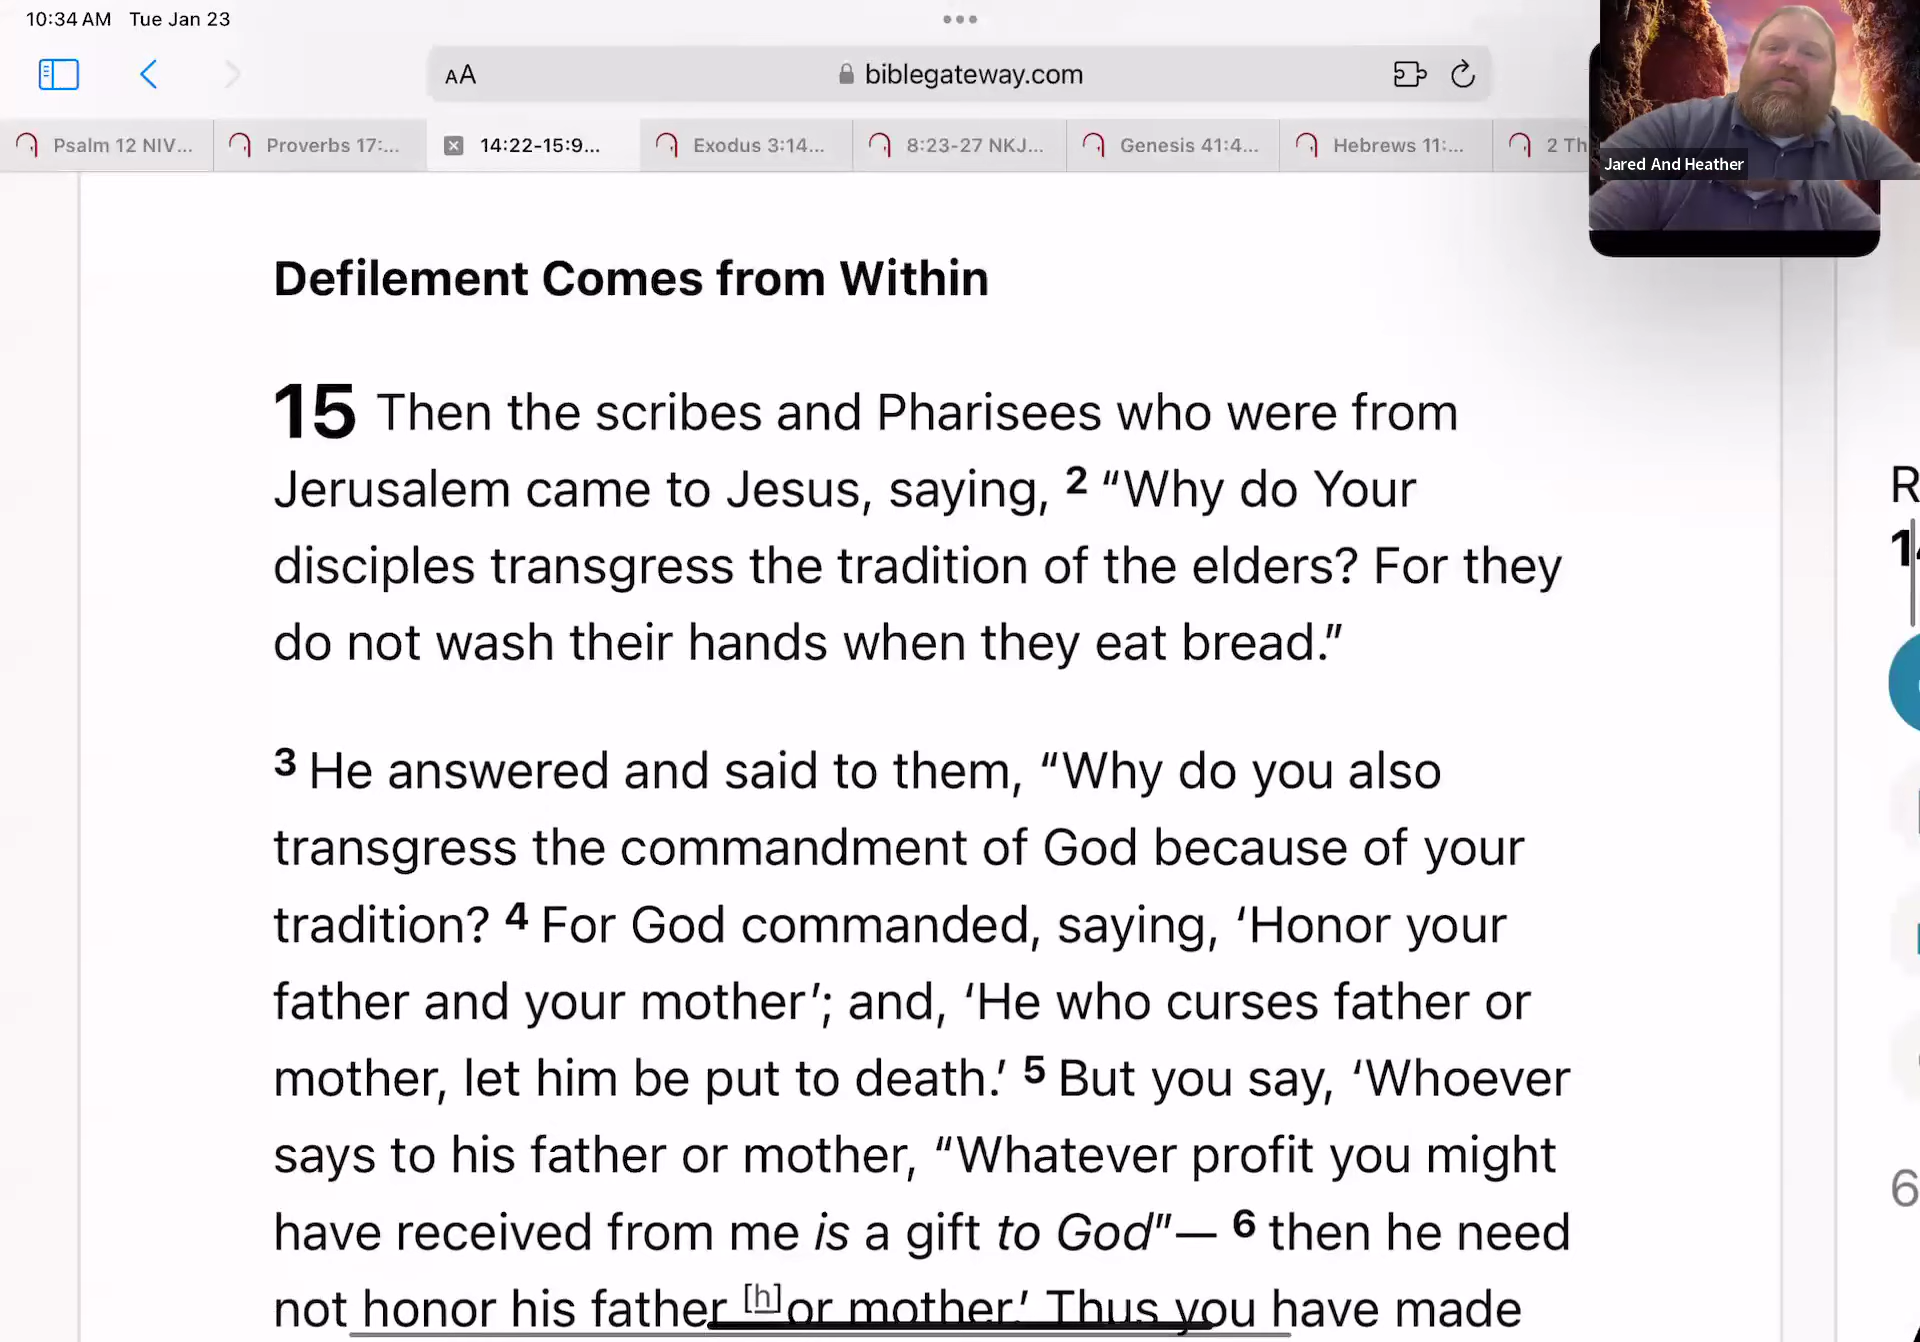 10:34 AM Tue Jan 23
AA
biblegateway.com
Psalm 12 NIV...
Proverbs 17:...
14:22-15:9...
Exodus 3:14...
8:23-27 NKJ...
Genesis 41:4...
Hebrews 11:...
2 Th
Jared And Heather
Defilement Comes from Within
15 Then the scribes and Pharisees who were from
Jerusalem came to Jesus, saying, 2 “Why do Your
disciples transgress the tradition of the elders? For they
do not wash their hands when they eat bread.”
3 He answered and said to them, “Why do you also
transgress the commandment of God because of your
tradition? 4 For God commanded, saying, ‘Honor your
father and your mother’; and, ‘He who curses father or
mother, let him be put to death.’ 5 But you say, ‘Whoever
says to his father or mother, “Whatever profit you might
have received from me is a gift to God”— 6 then he need
not honor his father [h]or mother.’ Thus you have made
R
6